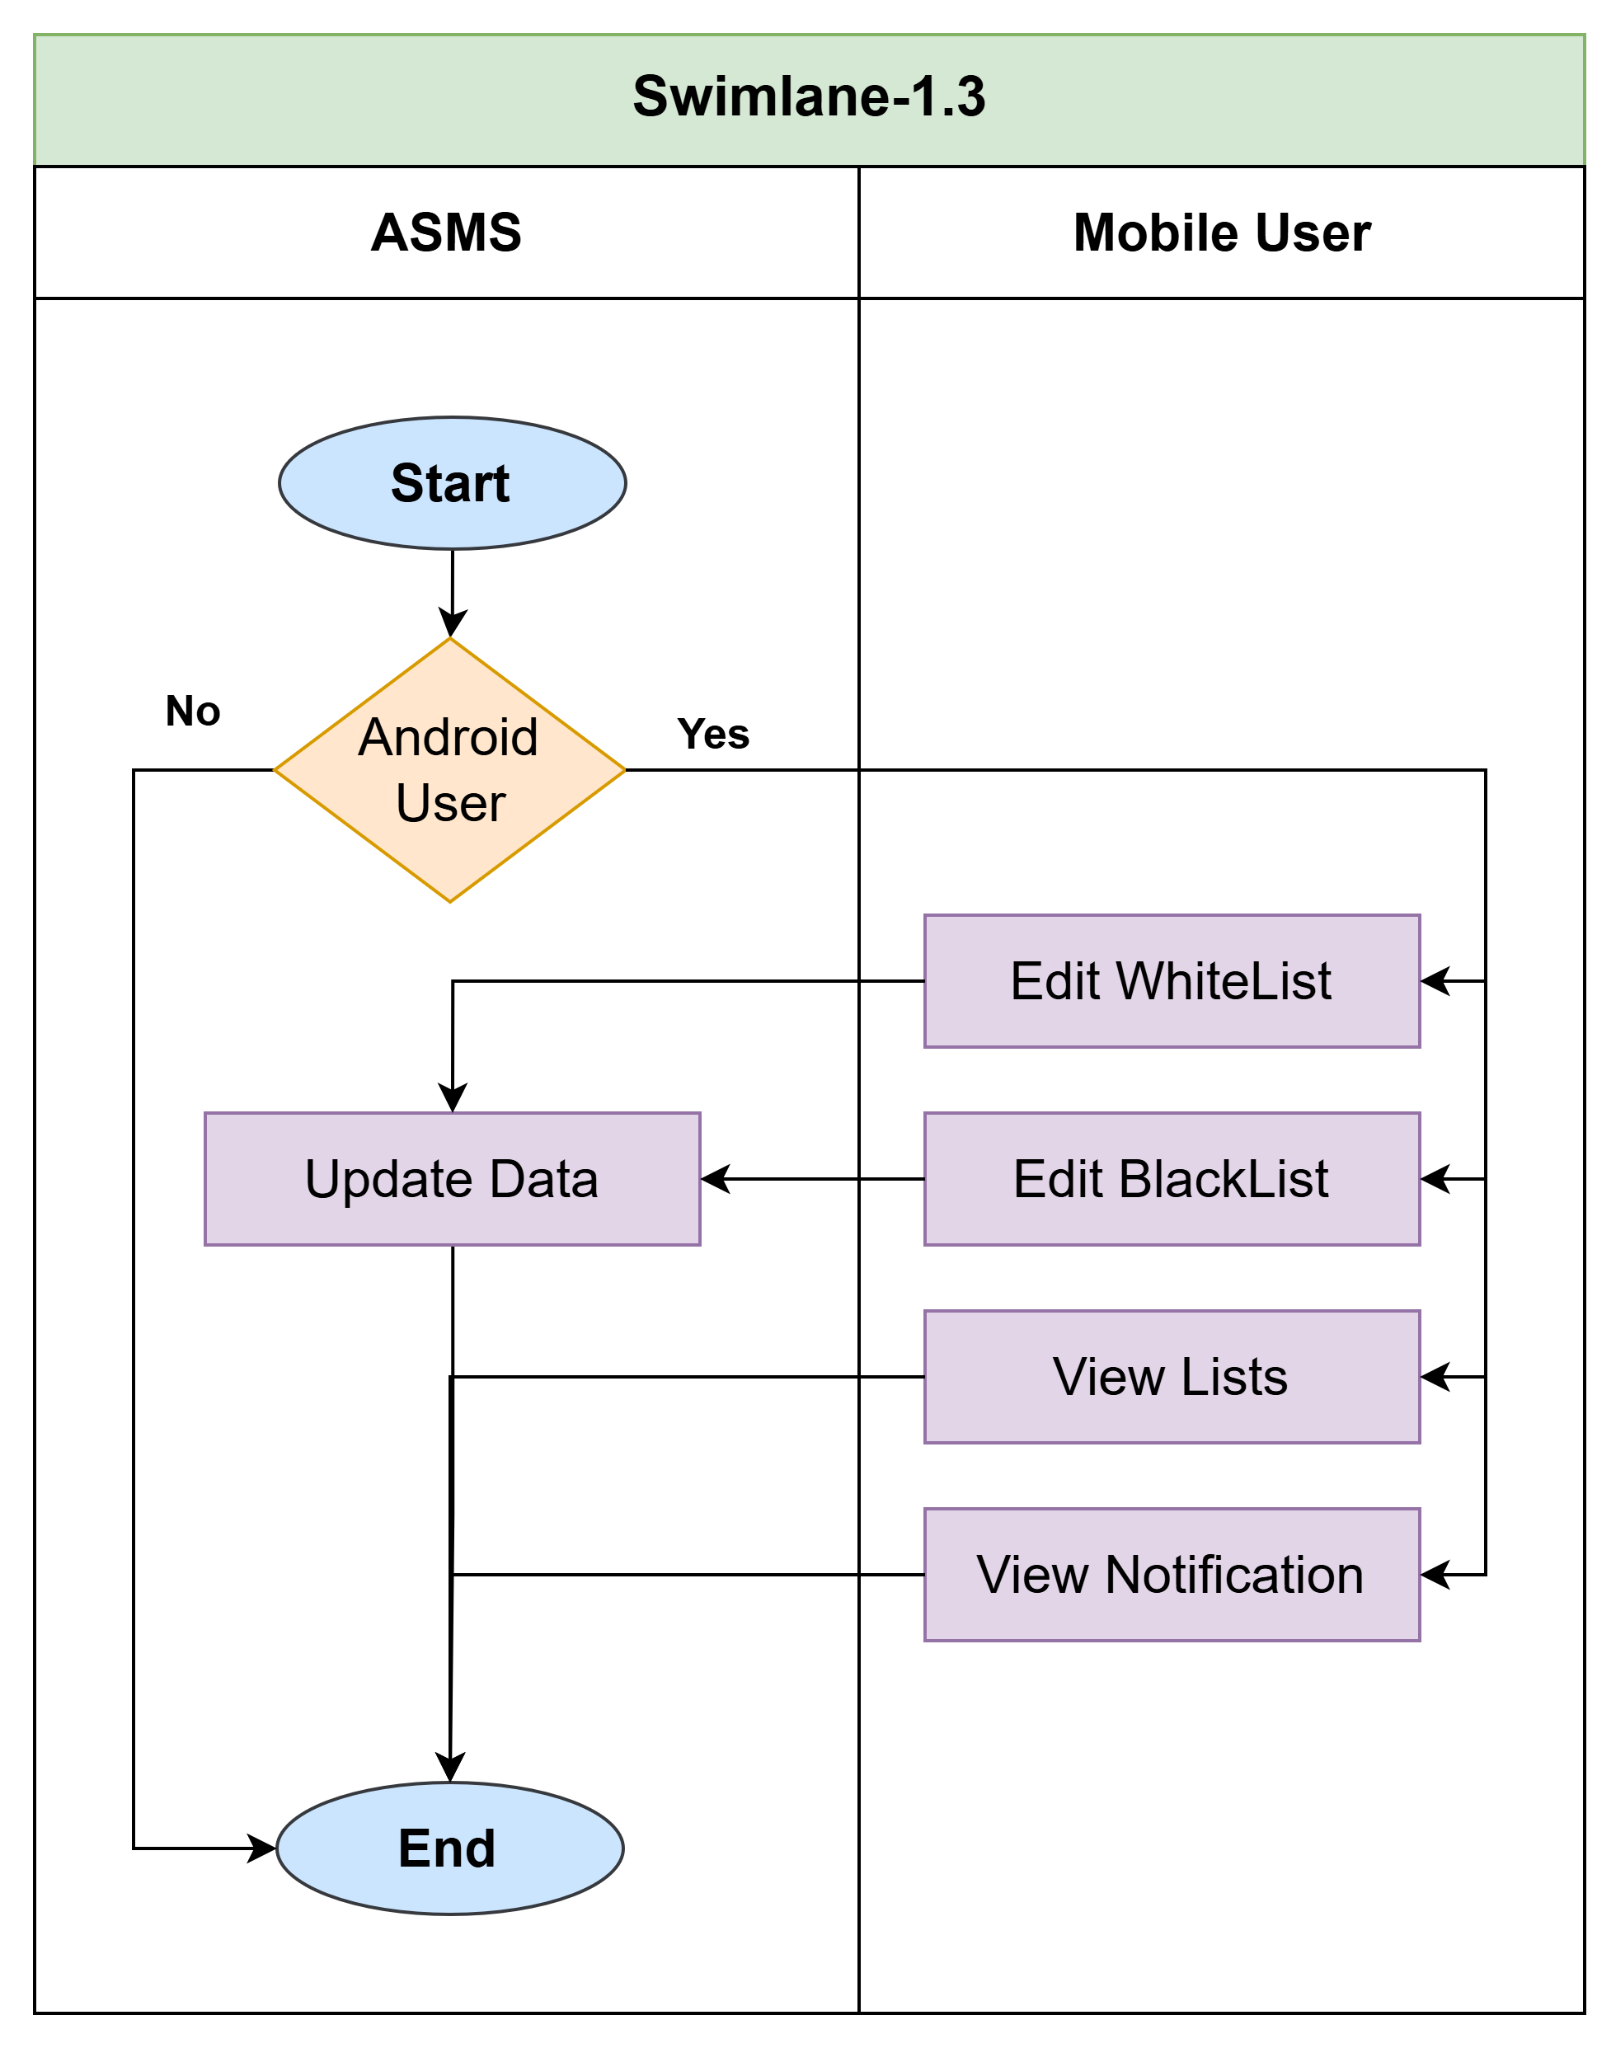 Swimlane-1.3
ASMS
Mobile User
Start
No
Yes
Android
User
Edit WhiteList
Update Data
Edit BlackList
View Lists
View Notification
End